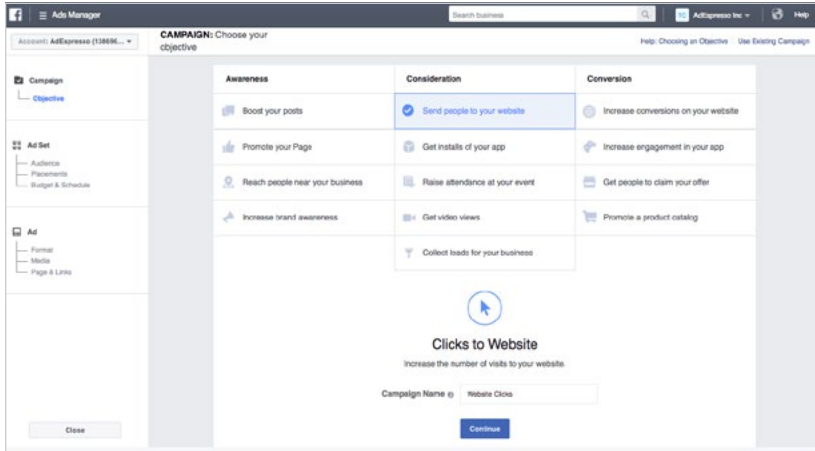 Ads Manager
Search business
TC AdEspresso Inc
Help
Account: AdEspresso (138696...
CAMPAIGN: Choose your
objective
Help: Choosing an Objective
Use Existing Campaign
Campaign
Objective
Ad Set
Audience
Placements
Budget & Schedule
Ad
Format
Media
Page & Links
Close
Awareness
Consideration
Conversion
Boost your posts
Send people to your website
Increase conversions on your website
Promote your Page
Get installs of your app
Increase engagement in your app
Reach people near your business
Raise attendance at your event
Get people to claim your offer
Increase brand awareness
Get video views
Promote a product catalog
Collect leads for your business
Clicks to Website
Increase the number of visits to your website.
Campaign Name
Website Clicks
Continue